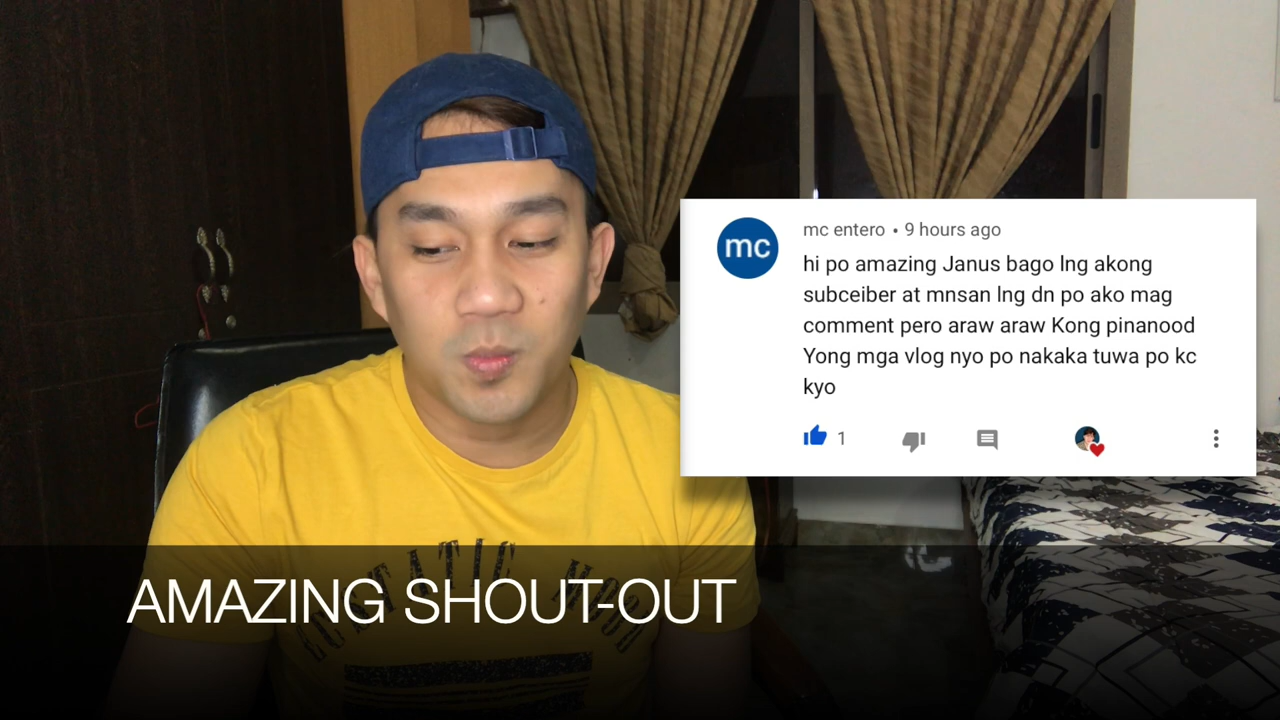 mc
mc entero • 9 hours ago
hi po amazing Janus bago lng akong
subceiber at mnsan lng dn po ako mag
comment pero araw araw Kong pinanood
Yong mga vlog nyo po nakaka tuwa po kc
kyo
1
AMAZING SHOUT-OUT